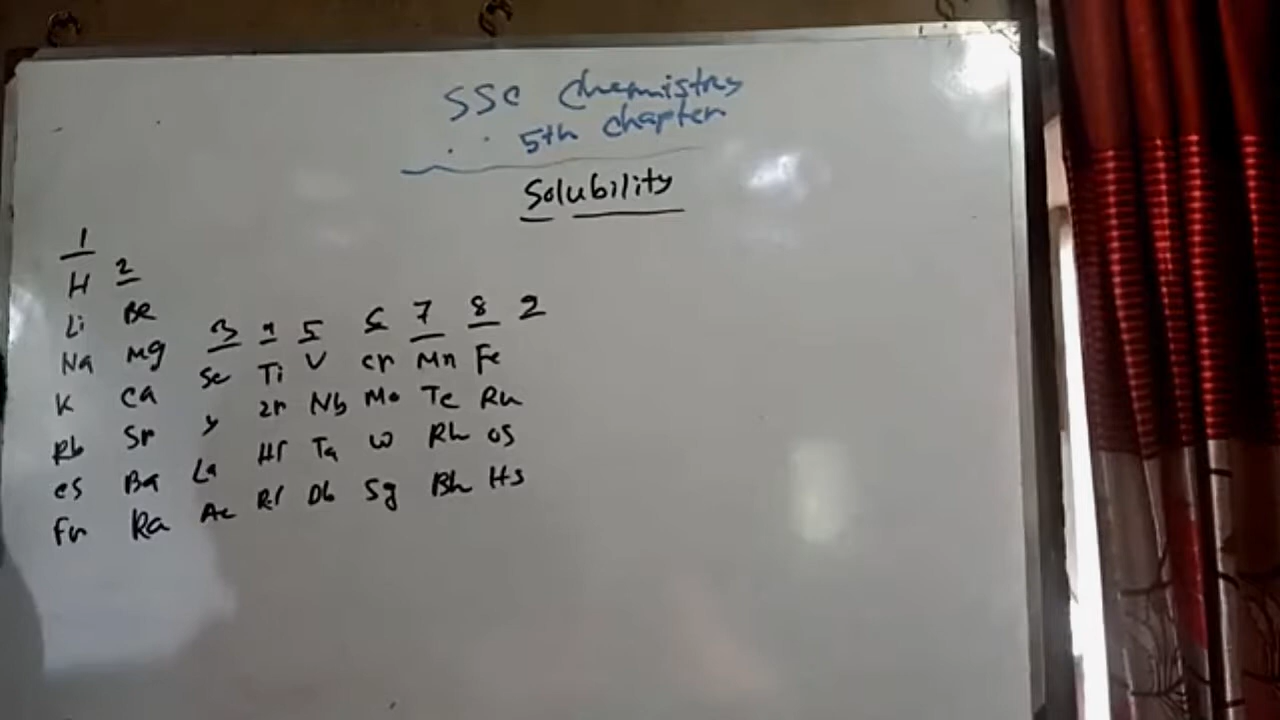 SSC Chemistry
5th chapter
Solubility
1
H 2
Li Be
Na Mg 3 4 5 6 7 8 9
K Ca Sc Ti V Cr Mn Fe
Rb Sr Y Zr Nb Mo Tc Ru
Cs Ba La Hf Ta W Rh OS
Fr Ra Ac Rf Db Sg Bh Hs